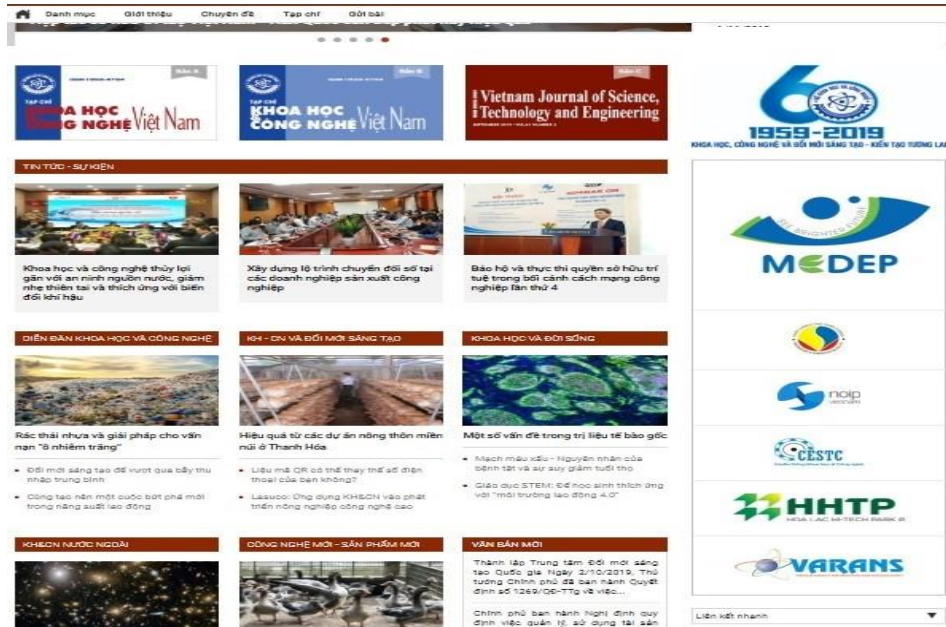 Danh mục Giới thiệu Chuyên đề Tạp chí Gửi bài
Bản A
TẠP CHÍ
KHOA HỌC
CÔNG NGHỆ Việt Nam
Bản B
TẠP CHÍ
KHOA HỌC
CÔNG NGHỆ Việt Nam
Bản C
Vietnam Journal of Science,
Technology and Engineering
60
1959-2019
KHOA HỌC, CÔNG NGHỆ VÀ ĐỔI MỚI SÁNG TẠO - KIẾN TẠO TƯƠNG LAI
TIN TỨC - SỰ KIỆN
Khoa học và công nghệ thủy lợi
gắn với an ninh nguồn nước, giảm
nhẹ thiên tai và thích ứng với biến
đổi khí hậu
Xây dựng lộ trình chuyển đổi số tại
các doanh nghiệp sản xuất công
nghiệp
Bảo hộ và thực thi quyền sở hữu trí
tuệ trong bối cảnh cách mạng công
nghiệp lần thứ 4
SEE BRIGHTER FUTURE
MEDEP
DIỄN ĐÀN KHOA HỌC VÀ CÔNG NGHỆ
Rác thải nhựa và giải pháp cho vấn
nạn "ô nhiễm trắng"
Đổi mới sáng tạo để vượt qua bẫy thu
nhập trung bình
Công tạo nên một cuộc bứt phá mới
trong năng suất lao động
KH - CN VÀ ĐỔI MỚI SÁNG TẠO
Hiệu quả từ các dự án nông thôn miền
núi ở Thanh Hóa
Liệu mã QR có thể thay thế số điện
thoại của bạn không?
Lasuco: Ứng dụng KH&CN vào phát
triển nông nghiệp công nghệ cao
KHOA HỌC VÀ ĐỜI SỐNG
Một số vấn đề trong trị liệu tế bào gốc
Mạch máu xấu - Nguyên nhân của
bệnh tật và sự suy giảm tuổi thọ
Giáo dục STEM: Để học sinh thích ứng
với "môi trường lao động 4.0"
noip
VIETNAM
CESTC
HHTP
HOA LAC HI-TECH PARK
VARANS
KH&CN NƯỚC NGOÀI
CÔNG NGHỆ MỚI - SẢN PHẨM MỚI
VĂN BẢN MỚI
Thành lập Trung tâm Đổi mới sáng
tạo Quốc gia Ngày 2/10/2019, Thủ
tướng Chính phủ đã ban hành Quyết
định số 1269/QĐ-TTg về việc...
Chính phủ ban hành Nghị định quy
định việc quản lý, sử dụng tài sản
Liên kết nhanh